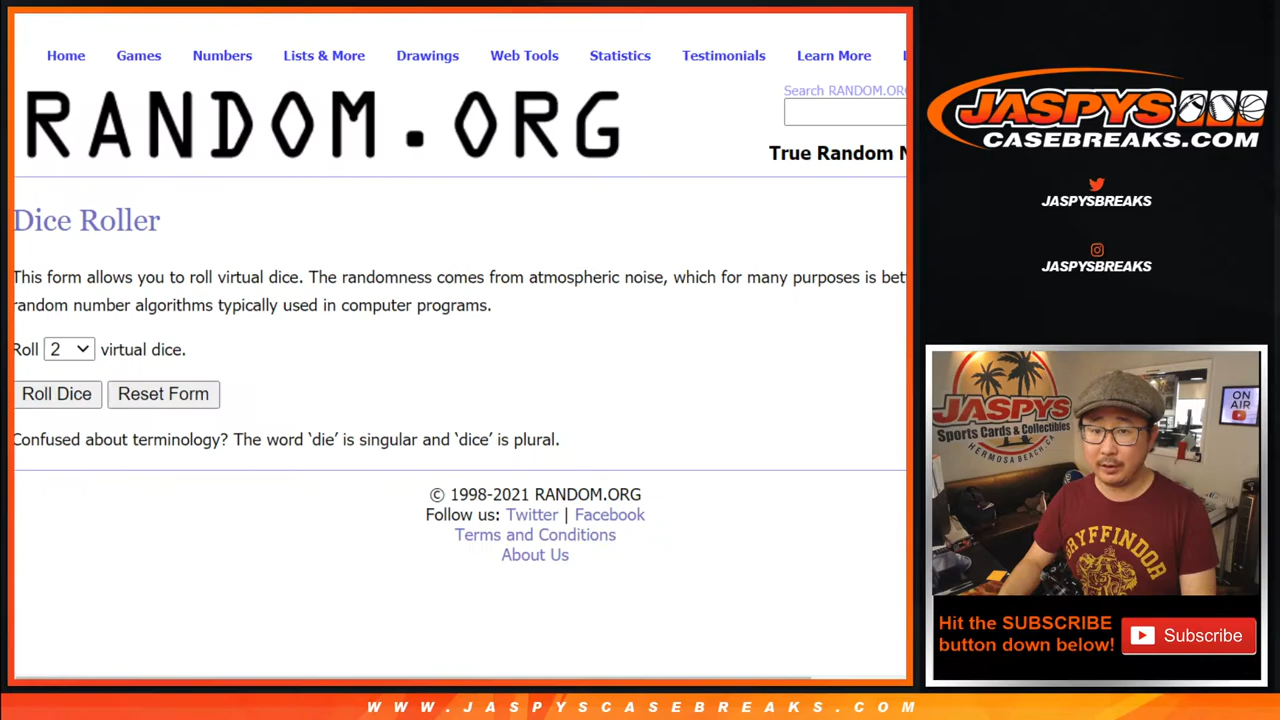 Home Games Numbers Lists & More Drawings Web Tools Statistics Testimonials Learn More
RANDOM.ORG
Search RANDOM.ORG
True Random N
Dice Roller
This form allows you to roll virtual dice. The randomness comes from atmospheric noise, which for many purposes is bet
random number algorithms typically used in computer programs.
Roll 2 virtual dice.
Roll Dice Reset Form
Confused about terminology? The word ‘die’ is singular and ‘dice’ is plural.
© 1998-2021 RANDOM.ORG
Follow us: Twitter | Facebook
Terms and Conditions
About Us
JASPYS
CASEBREAKS.COM
JASPYSBREAKS
JASPYSBREAKS
JASPYS
Sports Cards & Collectibles
HERMOSA BEACH, CA
ON AIR
GRYFFINDOR
Hit the SUBSCRIBE
button down below!
Subscribe
WWW.JASPYSCASEBREAKS.COM